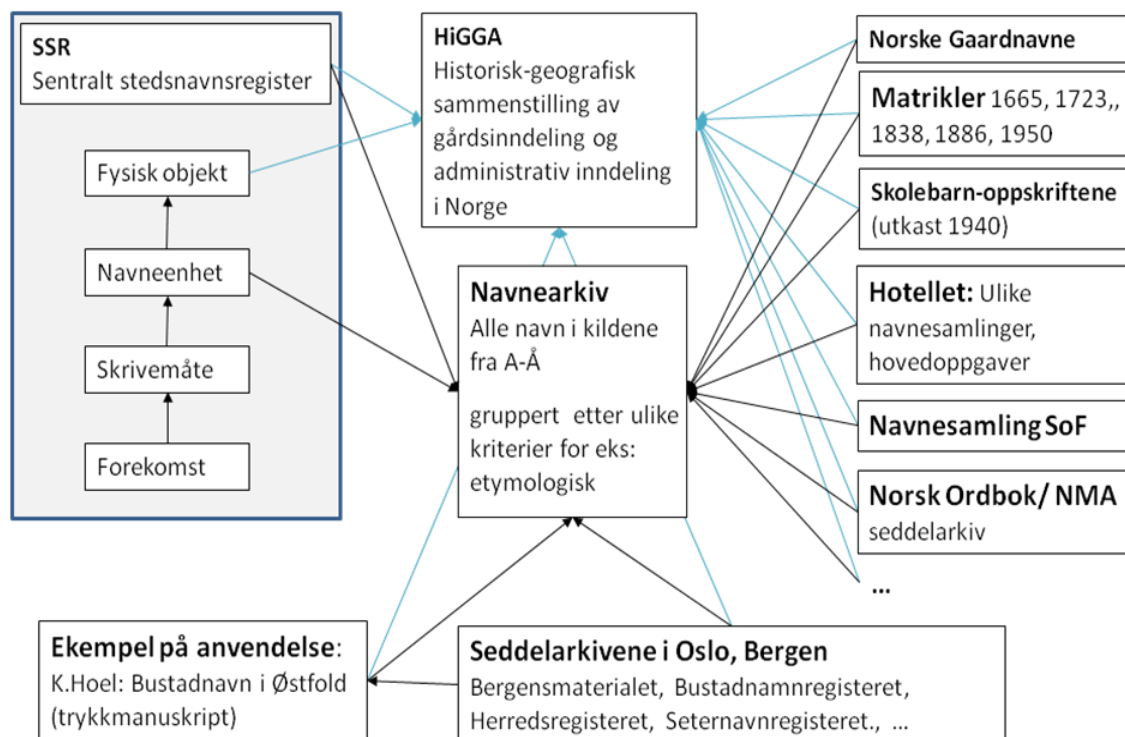 SSR
Sentralt stedsnavnsregister
Fysisk objekt
Navneenhet
Skrivemåte
Forekomst
HiGGA
Historisk-geografisk
sammenstilling av
gårdsinndeling og
administrativ inndeling
i Norge
Navnearkiv
Alle navn i kildene
fra A-Å
gruppert etter ulike
kriterier for eks:
etymologisk
Norske Gaardnavne
Matrikler 1665, 1723,,
1838, 1886, 1950
Skolebarn-oppskriftene
(utkast 1940)
Hotellet: Ulike
navnesamlinger,
hovedoppgaver
Navnesamling SoF
Norsk Ordbok/ NMA
seddelarkiv
...
Ekempel på anvendelse:
K.Hoel: Bustadnavn i Østfold
(trykkmanuskript)
Seddelarkivene i Oslo, Bergen
Bergensmaterialet, Bustadnamnregisteret,
Herredsregisteret, Seternavnregisteret., ...